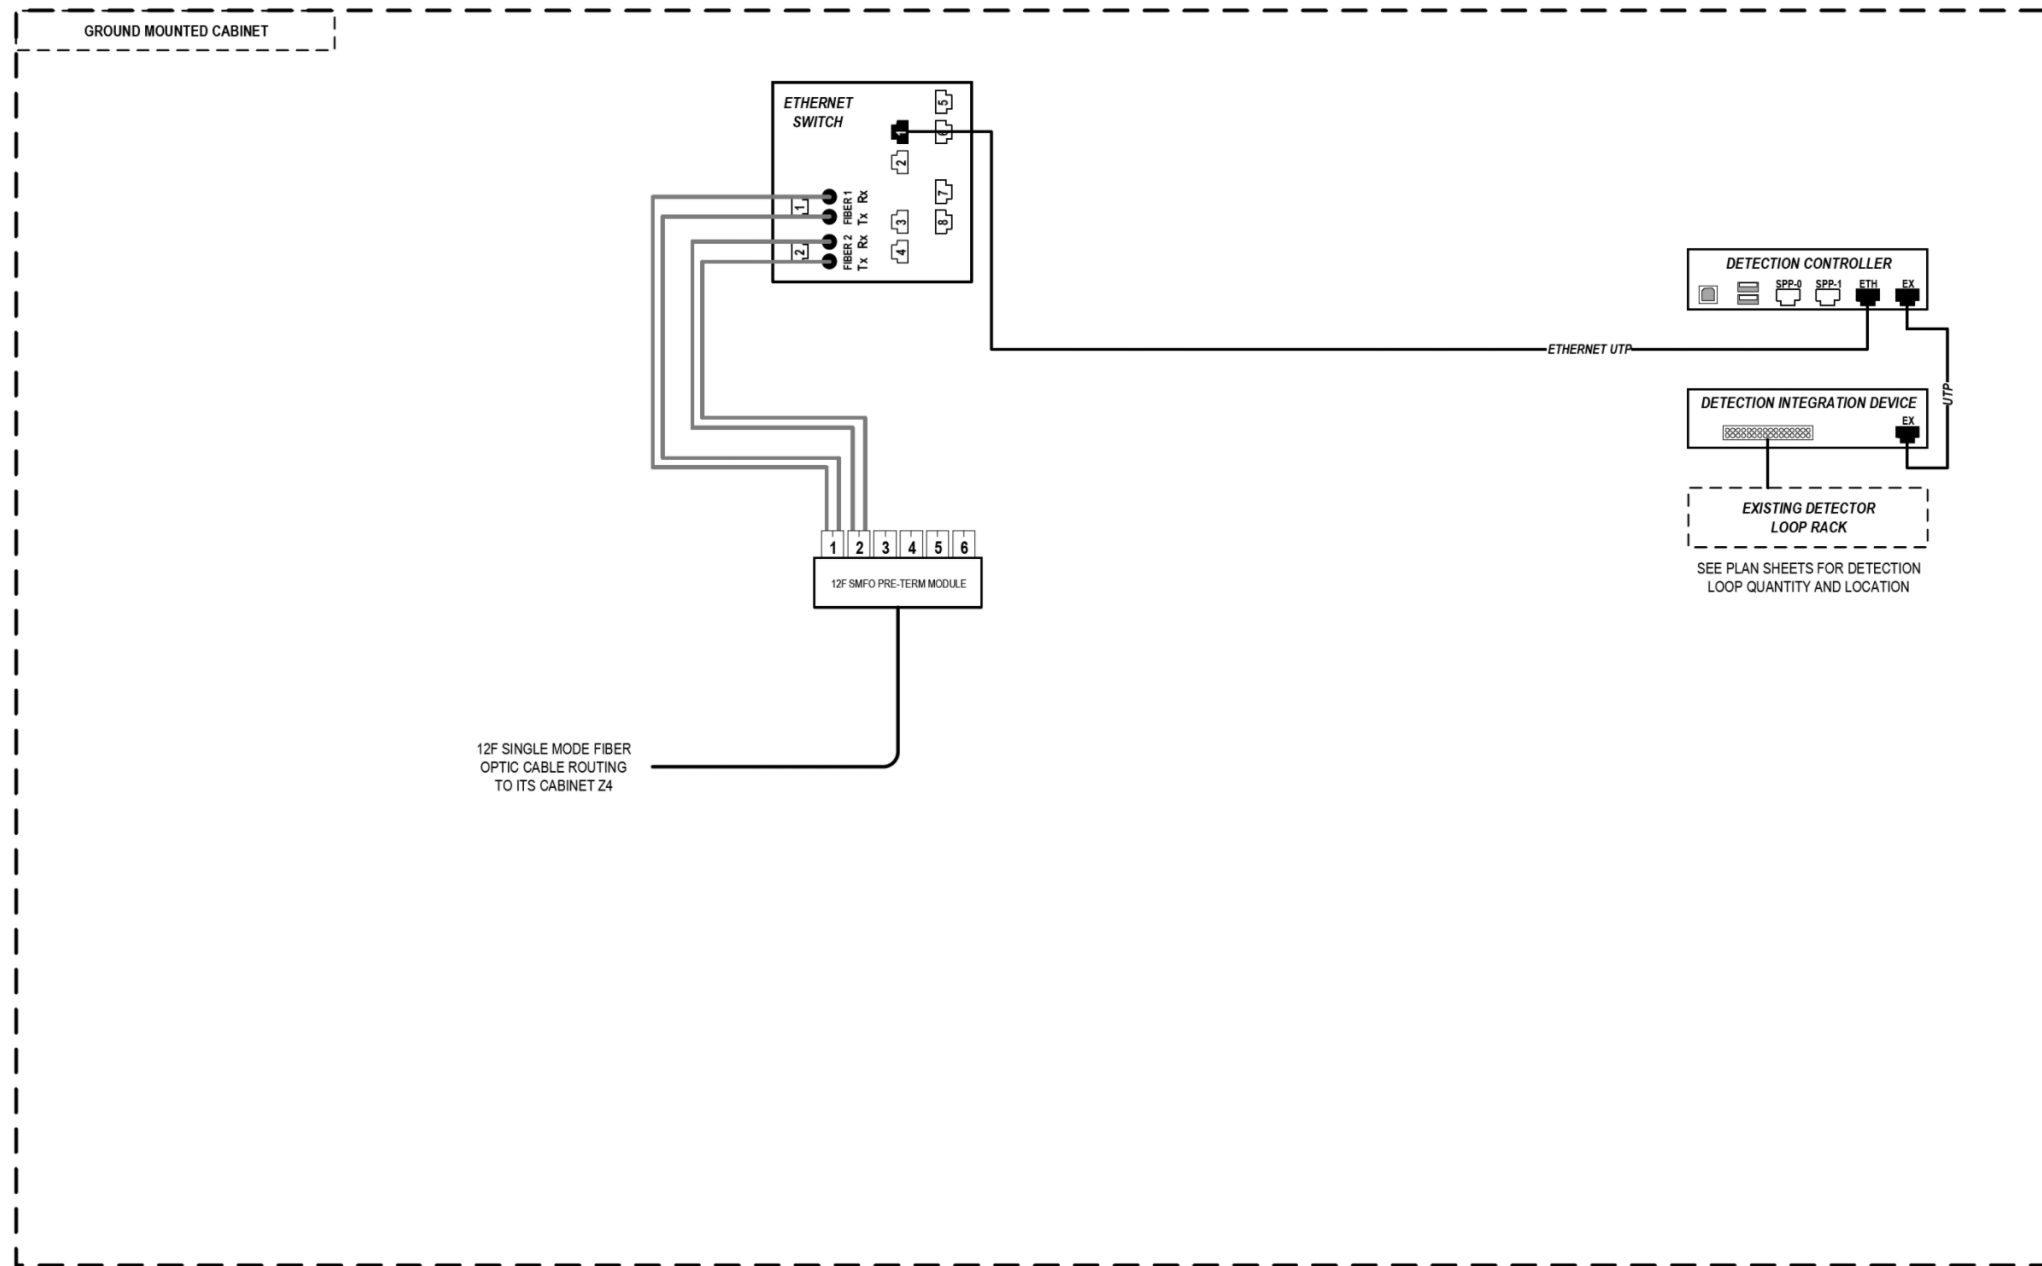 GROUND MOUNTED CABINET
ETHERNET
SWITCH
5
1
6
2
7
3
8
4
1
FIBER 1
Rx
Tx
2
FIBER 2
Rx
Tx
DETECTION CONTROLLER
SPP-0 SPP-1 ETH EX
ETHERNET UTP
UTP
DETECTION INTEGRATION DEVICE
EX
EXISTING DETECTOR
LOOP RACK
SEE PLAN SHEETS FOR DETECTION
LOOP QUANTITY AND LOCATION
1 2 3 4 5 6
12F SMFO PRE-TERM MODULE
12F SINGLE MODE FIBER
OPTIC CABLE ROUTING
TO ITS CABINET Z4